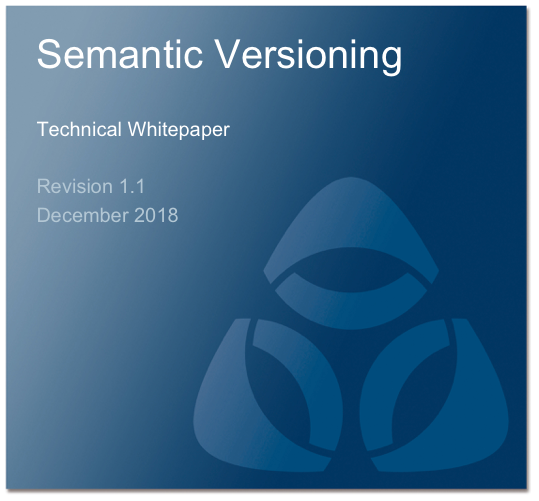 Semantic Versioning
Technical Whitepaper
Revision 1.1
December 2018